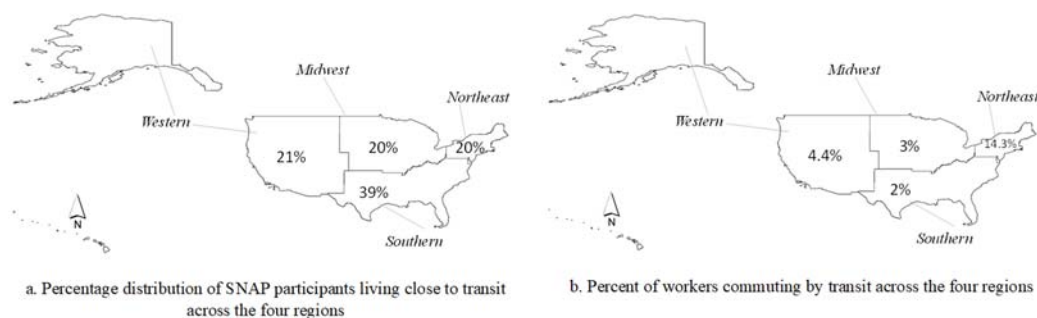 Midwest
Northeast
Western
20%
20%
21%
39%
N
Southern
a. Percentage distribution of SNAP participants living close to transit
across the four regions
Midwest
Northeast
Western
14.3%
3%
4.4%
2%
N
Southern
b. Percent of workers commuting by transit across the four regions